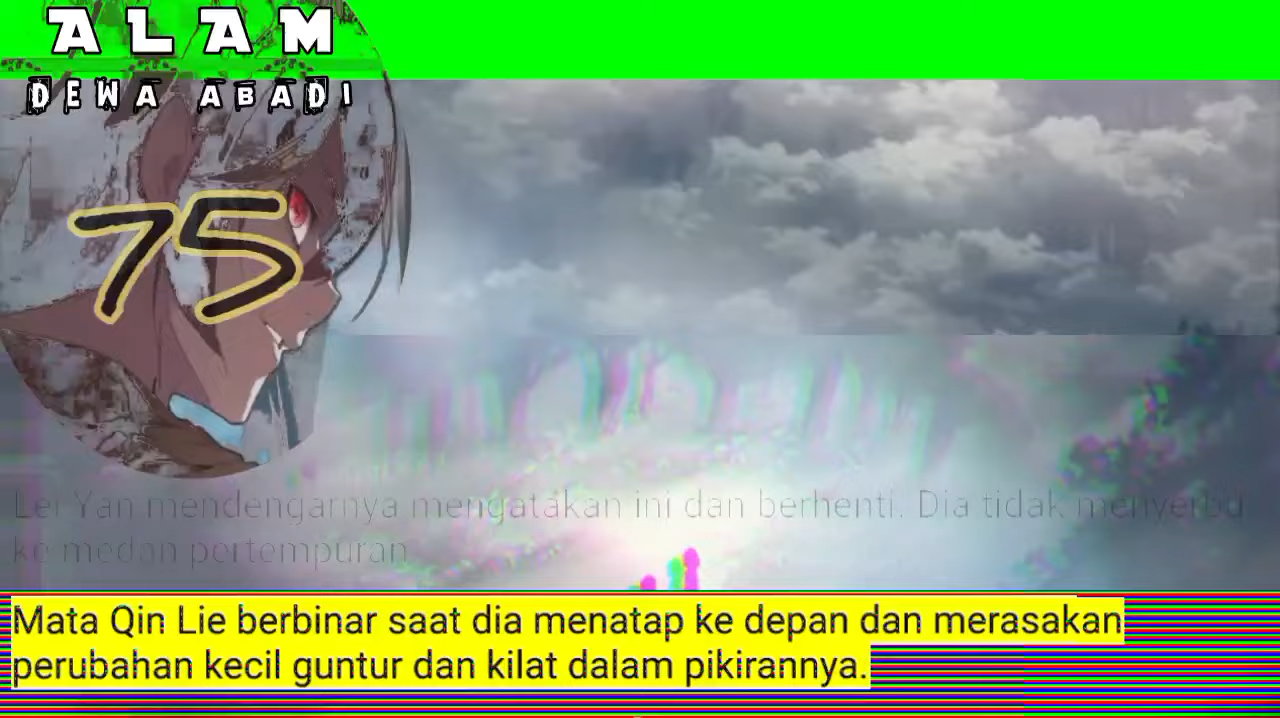 ALAM
DEWA ABADI
75
Lei Yan mendengarnya mengatakan ini dan berhenti. Dia tidak menyerbu
ke medan pertempuran
Mata Qin Lie berbinar saat dia menatap ke depan dan merasakan
perubahan kecil guntur dan kilat dalam pikirannya.